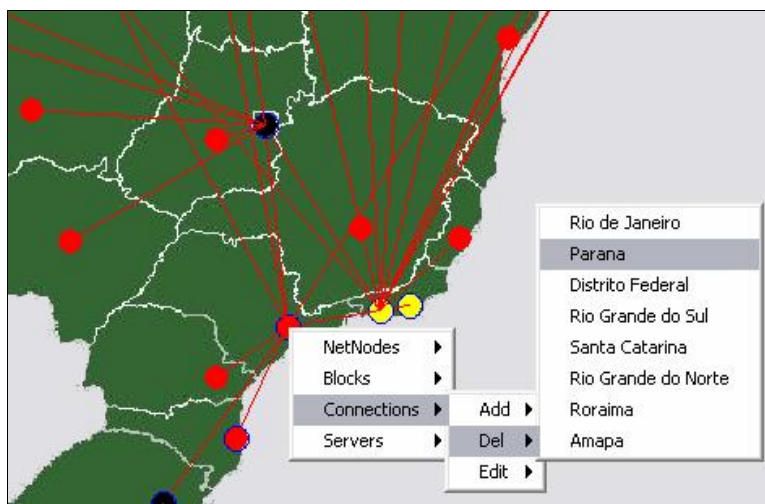 NetNodes
Blocks
Connections
Servers
Add
Del
Edit
Rio de Janeiro
Parana
Distrito Federal
Rio Grande do Sul
Santa Catarina
Rio Grande do Norte
Roraima
Amapa